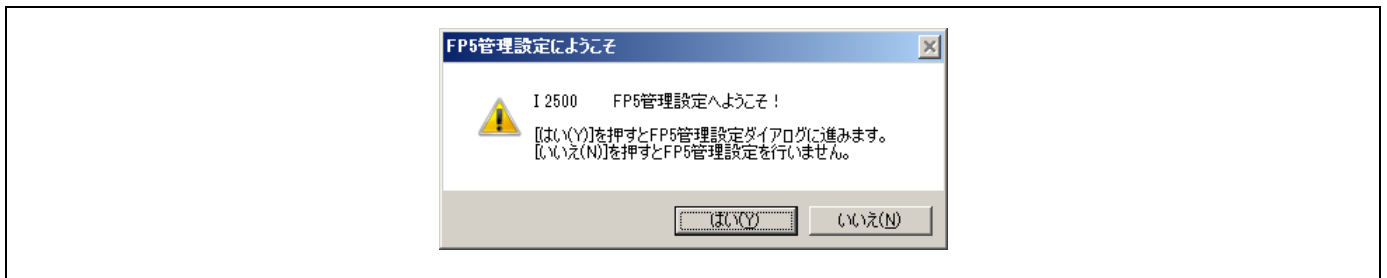 FP5管理設定にようこそ
I 2500 FP5管理設定へようこそ！
[はい(Y)]を押すとFP5管理設定ダイアログに進みます。
[いいえ(N)]を押すとFP5管理設定を行いません。
はい(Y) いいえ(N)